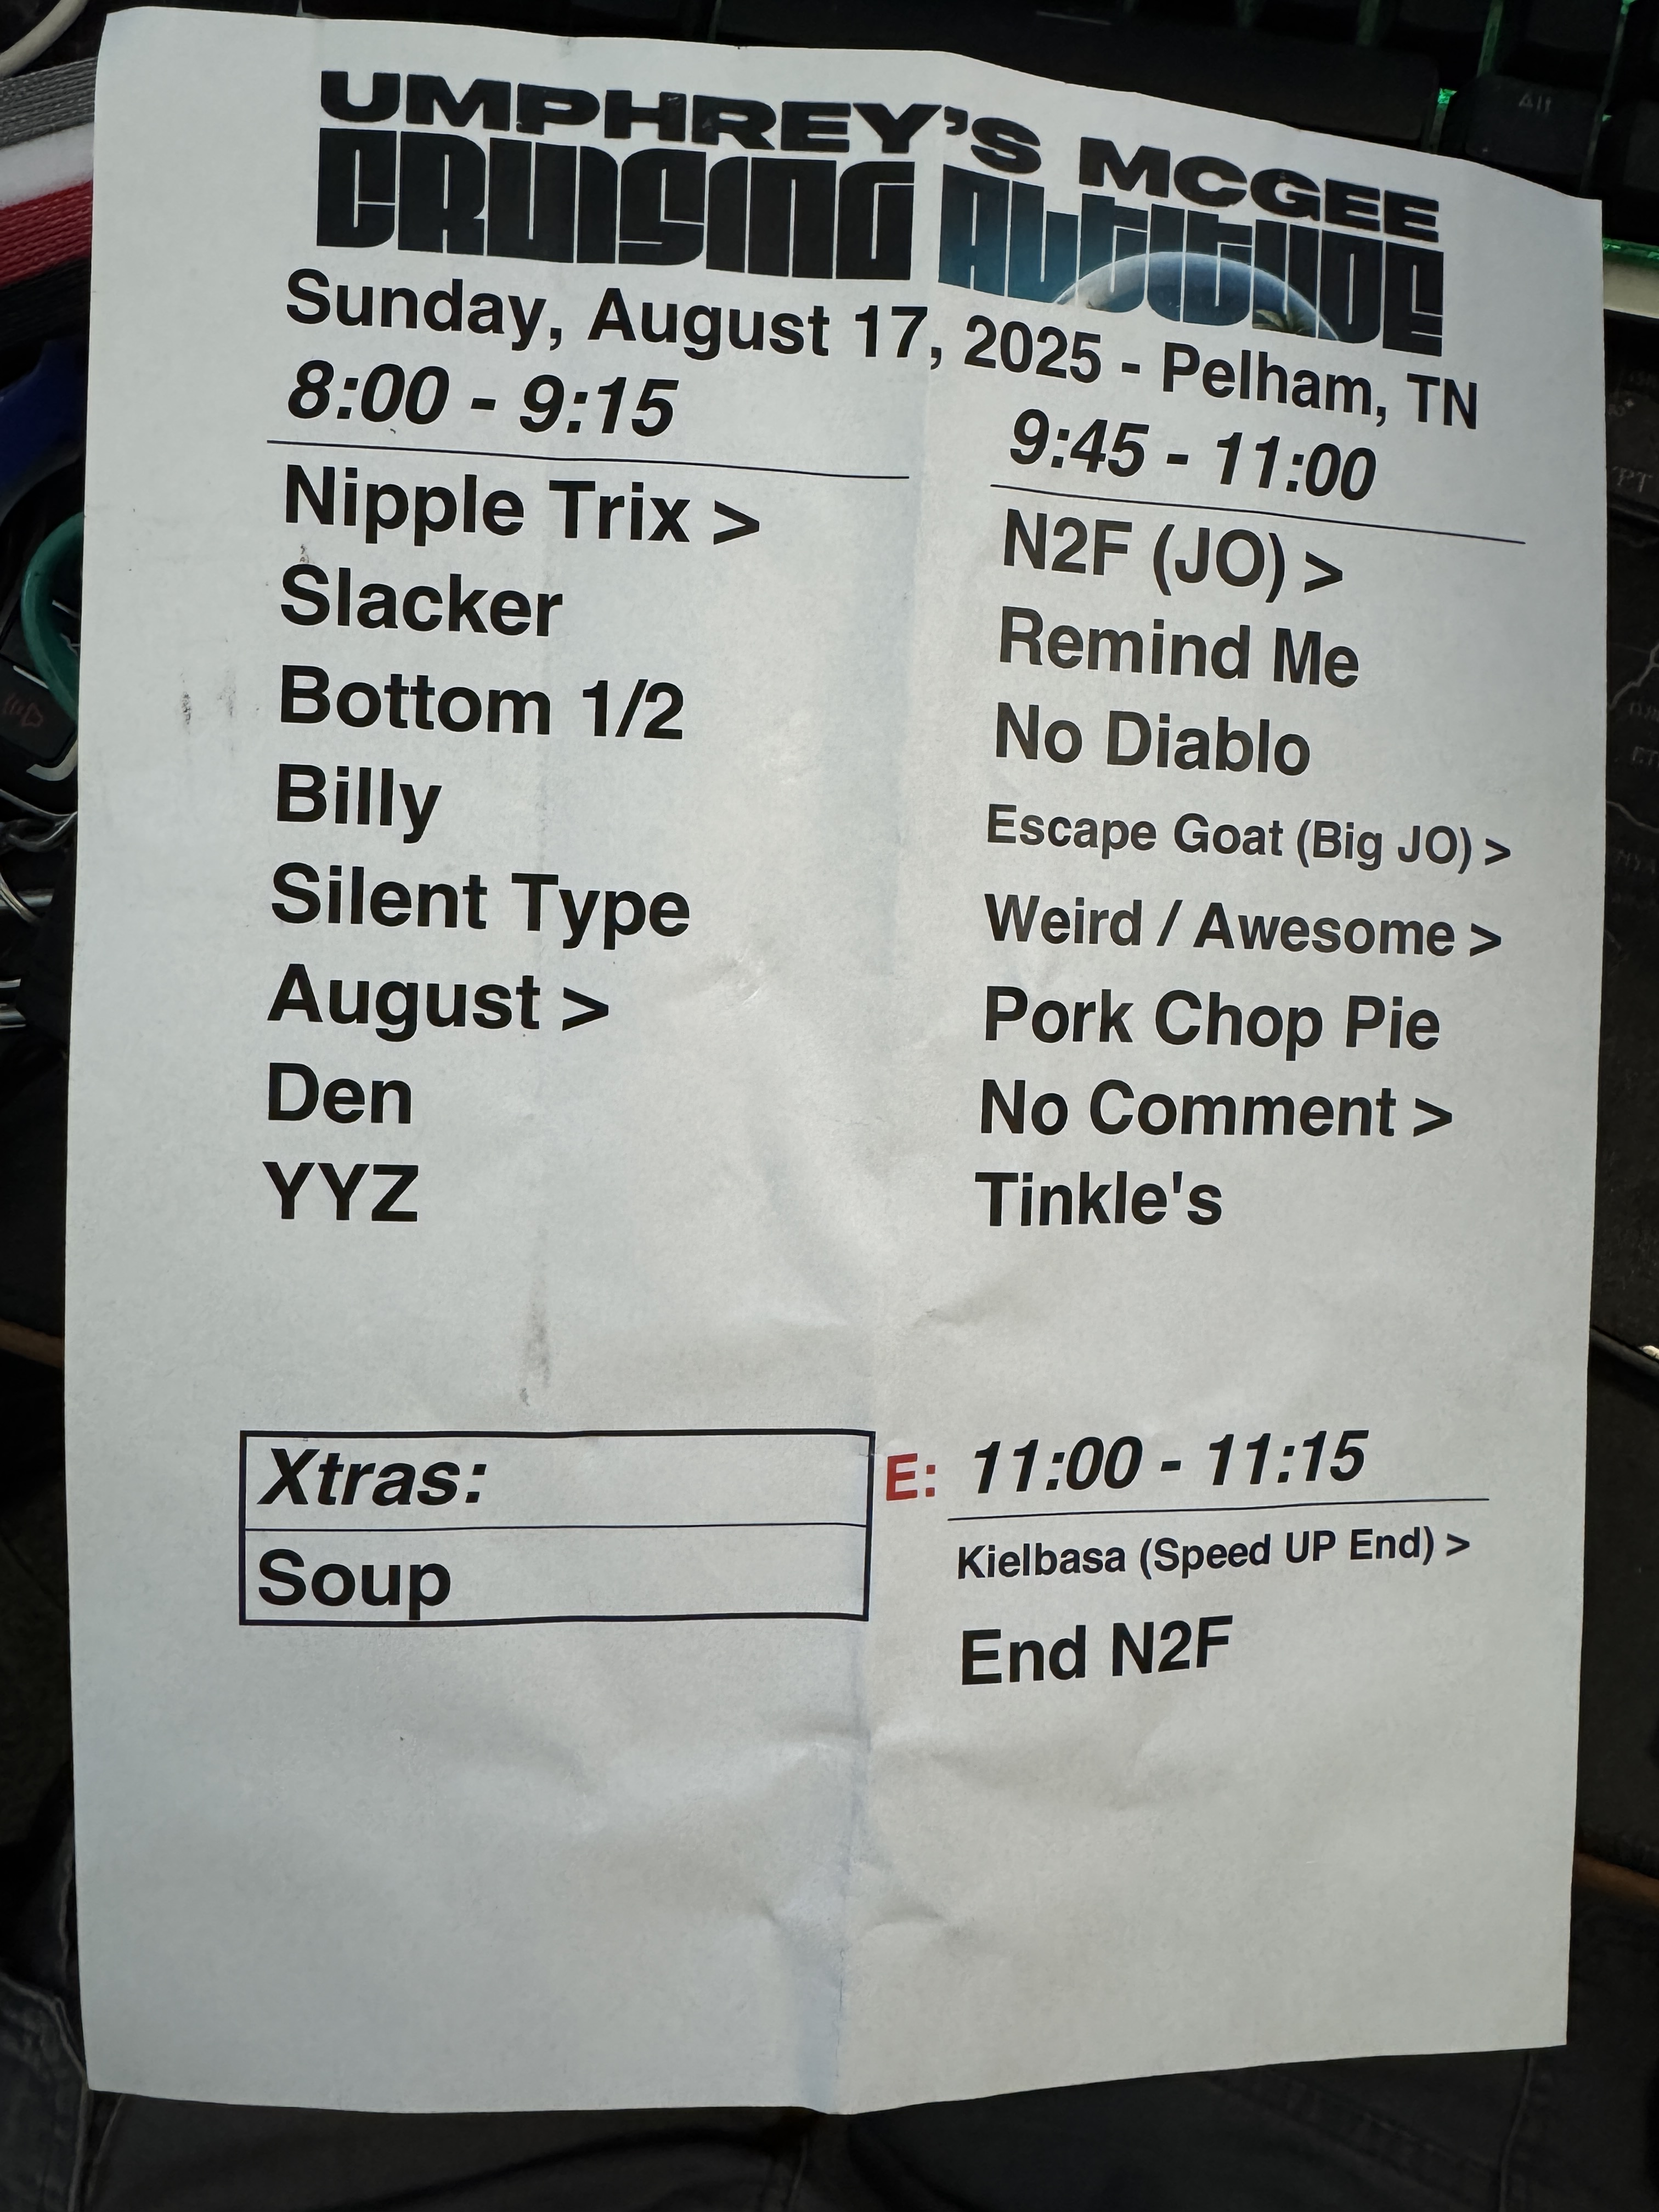 UMPHREY'S MCGEE
CRUISING ALTITUDE
Sunday, August 17, 2025 - Pelham, TN
8:00 - 9:15
Nipple Trix >
Slacker
Bottom 1/2
Billy
Silent Type
August >
Den
YYZ
Xtras:
Soup
9:45 - 11:00
N2F (JO) >
Remind Me
No Diablo
Escape Goat (Big JO) >
Weird / Awesome >
Pork Chop Pie
No Comment >
Tinkle's
E: 11:00 - 11:15
Kielbasa (Speed UP End) >
End N2F
Alt